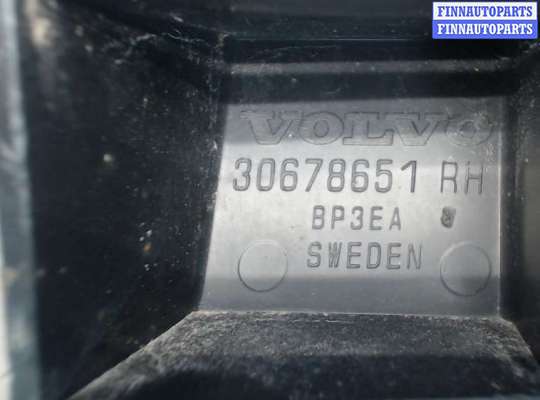 FINNAUTOPARTS
FINNAUTOPARTS
VOLVO
30678651 RH
BP3EA
SWEDEN